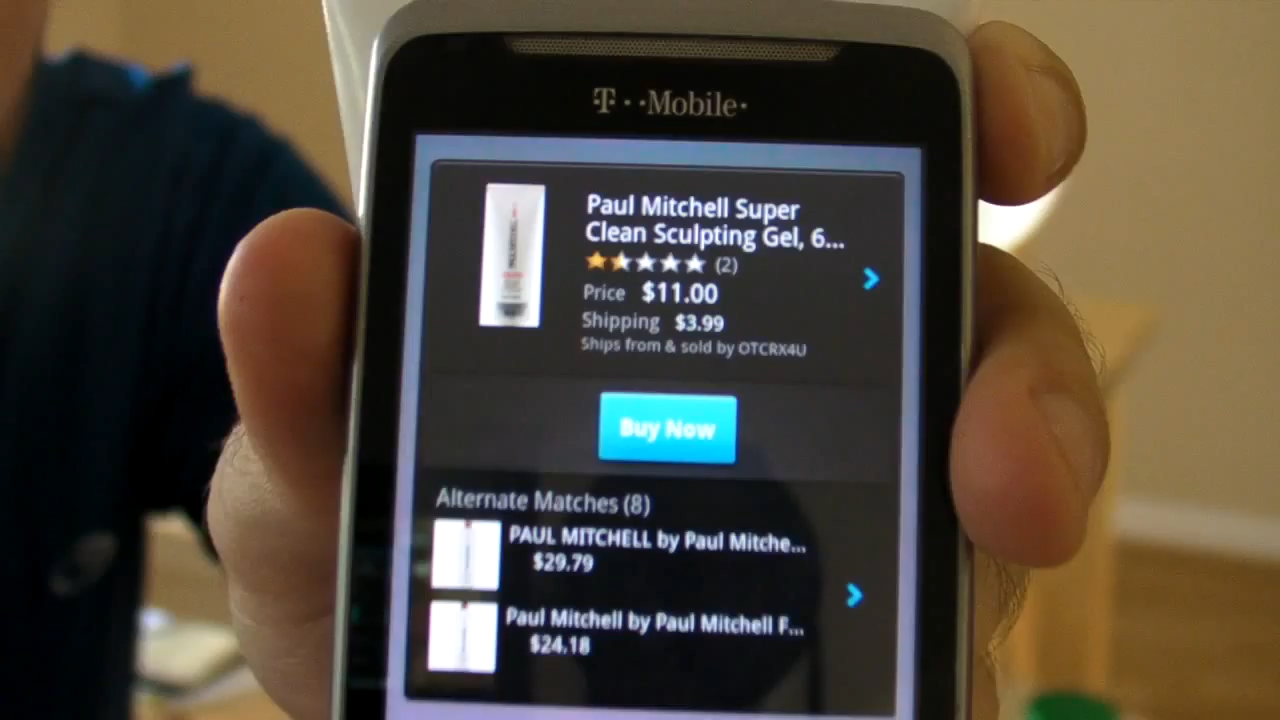 T··Mobile·
Paul Mitchell Super
Clean Sculpting Gel, 6...
(2)
Price $11.00
Shipping $3.99
Ships from & sold by OTCRX4U
Buy Now
Alternate Matches (8)
PAUL MITCHELL by Paul Mitche...
$29.79
Paul Mitchell by Paul Mitchell F...
$24.18